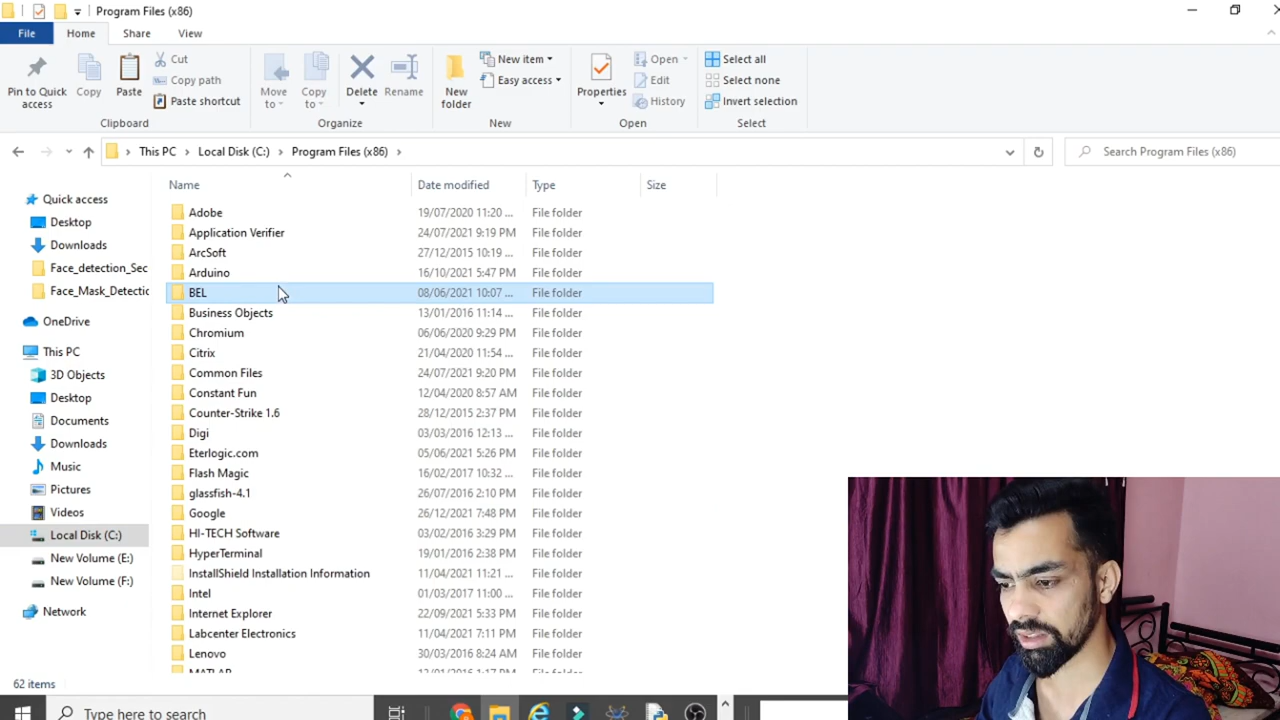 Program Files (x86)
File Home Share View
Pin to Quick access
Copy
Paste
Cut
Copy path
Paste shortcut
Clipboard
Move to
Copy to
Delete
Rename
Organize
New folder
New item
Easy access
New
Properties
Open
Edit
History
Open
Select all
Select none
Invert selection
Select
This PC > Local Disk (C:) > Program Files (x86) >
Search Program Files (x86)
Name Date modified Type Size
Quick access
Desktop
Downloads
Face_detection_Sec
Face_Mask_Detectic
OneDrive
This PC
3D Objects
Desktop
Documents
Downloads
Music
Pictures
Videos
Local Disk (C:)
New Volume (E:)
New Volume (F:)
Network
Adobe 19/07/2020 11:20 ... File folder
Application Verifier 24/07/2021 9:19 PM File folder
ArcSoft 27/12/2015 10:19 ... File folder
Arduino 16/10/2021 5:47 PM File folder
BEL 08/06/2021 10:07 ... File folder
Business Objects 13/01/2016 11:14 ... File folder
Chromium 06/06/2020 9:29 PM File folder
Citrix 21/04/2020 11:54 ... File folder
Common Files 24/07/2021 9:20 PM File folder
Constant Fun 12/04/2020 8:57 AM File folder
Counter-Strike 1.6 28/12/2015 2:37 PM File folder
Digi 03/03/2016 12:13 ... File folder
Eterlogic.com 05/06/2021 5:26 PM File folder
Flash Magic 16/02/2017 10:32 ... File folder
glassfish-4.1 26/07/2016 2:10 PM File folder
Google 26/12/2021 7:48 PM File folder
HI-TECH Software 03/02/2016 3:29 PM File folder
HyperTerminal 19/01/2016 2:38 PM File folder
InstallShield Installation Information 11/04/2021 11:21 ... File folder
Intel 01/03/2017 11:00 ... File folder
Internet Explorer 22/09/2021 5:33 PM File folder
Labcenter Electronics 11/04/2021 7:11 PM File folder
Lenovo 30/03/2016 8:24 AM File folder
MATLAB 13/01/2016 1:17 PM File folder
62 items
Type here to search